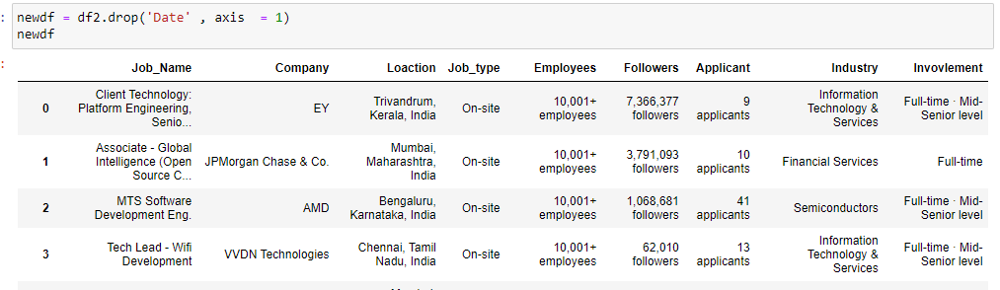 : newdf = df2.drop('Date' , axis  = 1)
newdf
:
Job_Name Company Loaction Job_type Employees Followers Applicant Industry Invovlement
0 Client Technology: Platform Engineering, Senio... EY Trivandrum, Kerala, India On-site 10,001+ employees 7,366,377 followers 9 applicants Information Technology & Services Full-time · Mid-Senior level
1 Associate - Global Intelligence (Open Source C... JPMorgan Chase & Co. Mumbai, Maharashtra, India On-site 10,001+ employees 3,791,093 followers 10 applicants Financial Services Full-time
2 MTS Software Development Eng. AMD Bengaluru, Karnataka, India On-site 10,001+ employees 1,068,681 followers 41 applicants Semiconductors Full-time · Mid-Senior level
3 Tech Lead - Wifi Development VVDN Technologies Chennai, Tamil Nadu, India On-site 10,001+ employees 62,010 followers 13 applicants Information Technology & Services Full-time · Mid-Senior level